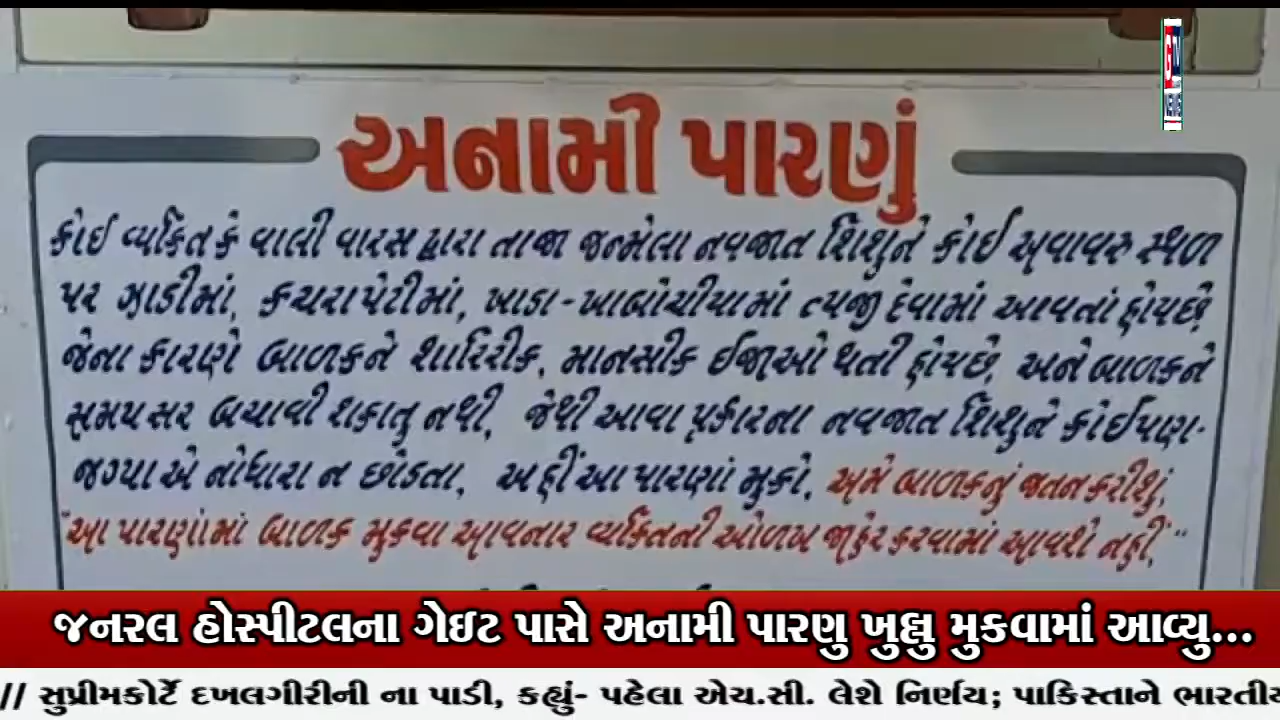 અનામી પારણું
કોઈ વ્યકિત કે વાલી વારસ દ્વારા તાજા જન્મેલા નવજાત શિશુને કોઈ અવાવરુ સ્થળ
પર ઝાડીમાં, કચરાપેટીમાં, ખાડા-ખાબોચીયામાં ત્યજી દેવામાં આવતાં હોય છે,
જેના કારણે બાળકને શારિરીક, માનસીક ઈજાઓ થતી હોય છે, અને બાળકને
સમયસર બચાવી શકાતુ નથી, જેથી આવા પ્રકારના નવજાત શિશુને કોઈપણ-
જગ્યા એ નોધારા ન છોડતા, અહીં આ પારણાં મુકો, અમે બાળકનું જતન કરીશું,
"આ પારણાંમાં બાળક મુકવા આવનાર વ્યકિતની ઓળખ જાહેર કરવામાં આવશે નહીં,"
જનરલ હોસ્પીટલના ગેઇટ પાસે અનામી પારણુ ખુલ્લુ મુકવામાં આવ્યુ...
// સુપ્રીમકોર્ટે દખલગીરીની ના પાડી, કહ્યું- પહેલા એચ.સી. લેશે નિર્ણય; પાકિસ્તાને ભારતીય